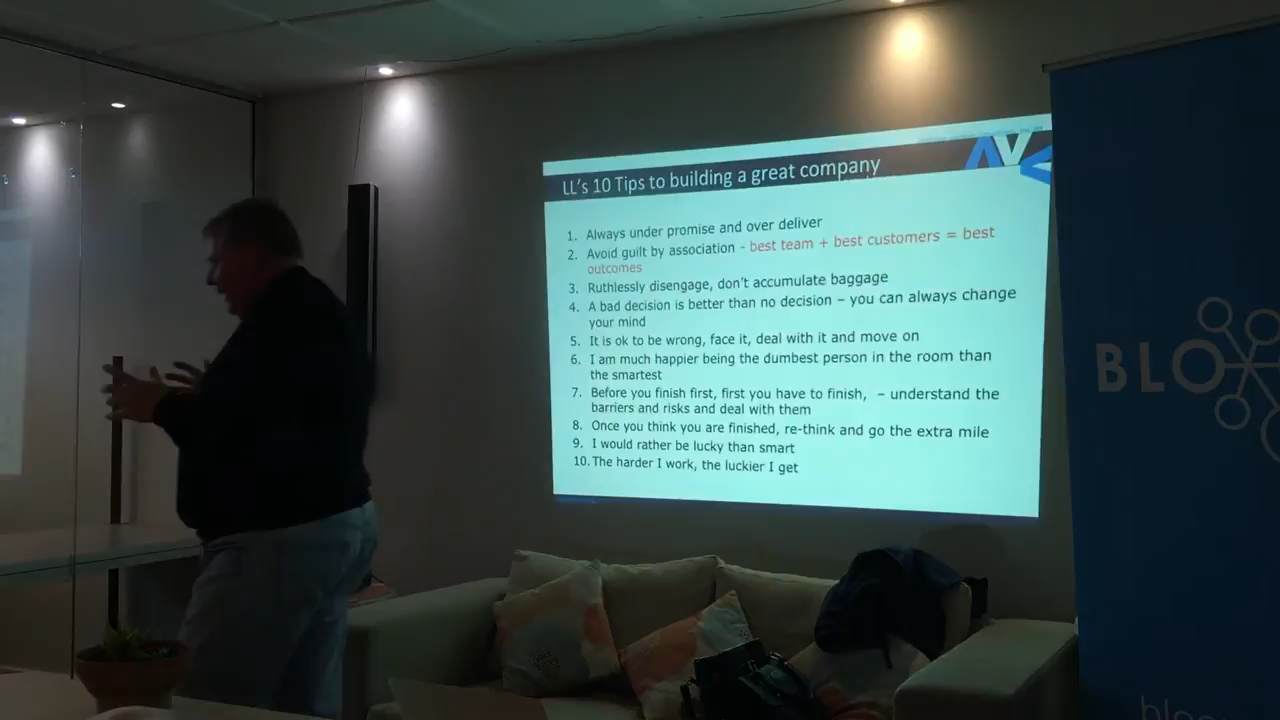 LL's 10 Tips to building a great company
1. Always under promise and over deliver
2. Avoid guilt by association - best team + best customers = best
outcomes
3. Ruthlessly disengage, don't accumulate baggage
4. A bad decision is better than no decision – you can always change
your mind
5. It is ok to be wrong, face it, deal with it and move on
6. I am much happier being the dumbest person in the room than
the smartest
7. Before you finish first, first you have to finish, – understand the
barriers and risks and deal with them
8. Once you think you are finished, re-think and go the extra mile
9. I would rather be lucky than smart
10. The harder I work, the luckier I get
BLO